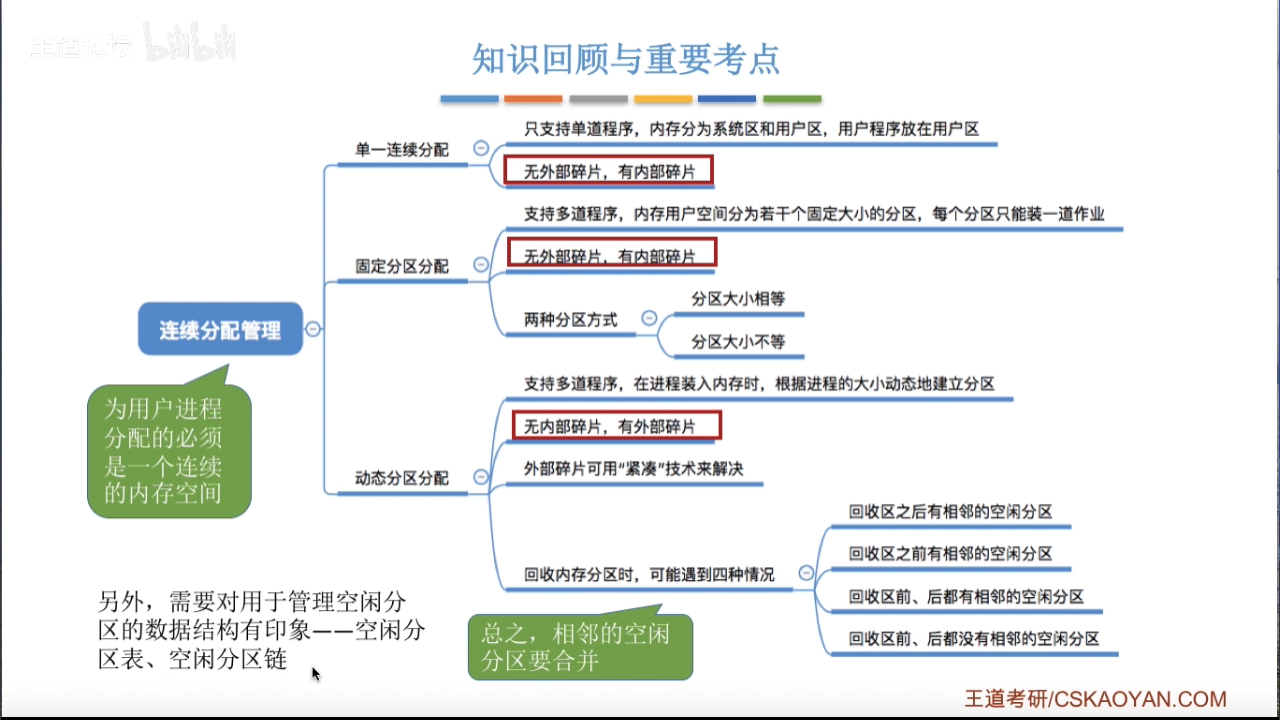 王道论坛 bilibili
知识回顾与重要考点
只支持单道程序，内存分为系统区和用户区，用户程序放在用户区
单一连续分配
无外部碎片，有内部碎片
支持多道程序，内存用户空间分为若干个固定大小的分区，每个分区只能装一道作业
无外部碎片，有内部碎片
固定分区分配
分区大小相等
两种分区方式
分区大小不等
连续分配管理
支持多道程序，在进程装入内存时，根据进程的大小动态地建立分区
为用户进程
分配的必须
是一个连续
的内存空间
无内部碎片，有外部碎片
外部碎片可用“紧凑”技术来解决
动态分区分配
回收区之后有相邻的空闲分区
回收区之前有相邻的空闲分区
回收内存分区时，可能遇到四种情况
回收区前、后都有相邻的空闲分区
回收区前、后都没有相邻的空闲分区
另外，需要对用于管理空闲分
区的数据结构有印象——空闲分
区表、空闲分区链
总之，相邻的空闲
分区要合并
王道考研/CSKAOYAN.COM